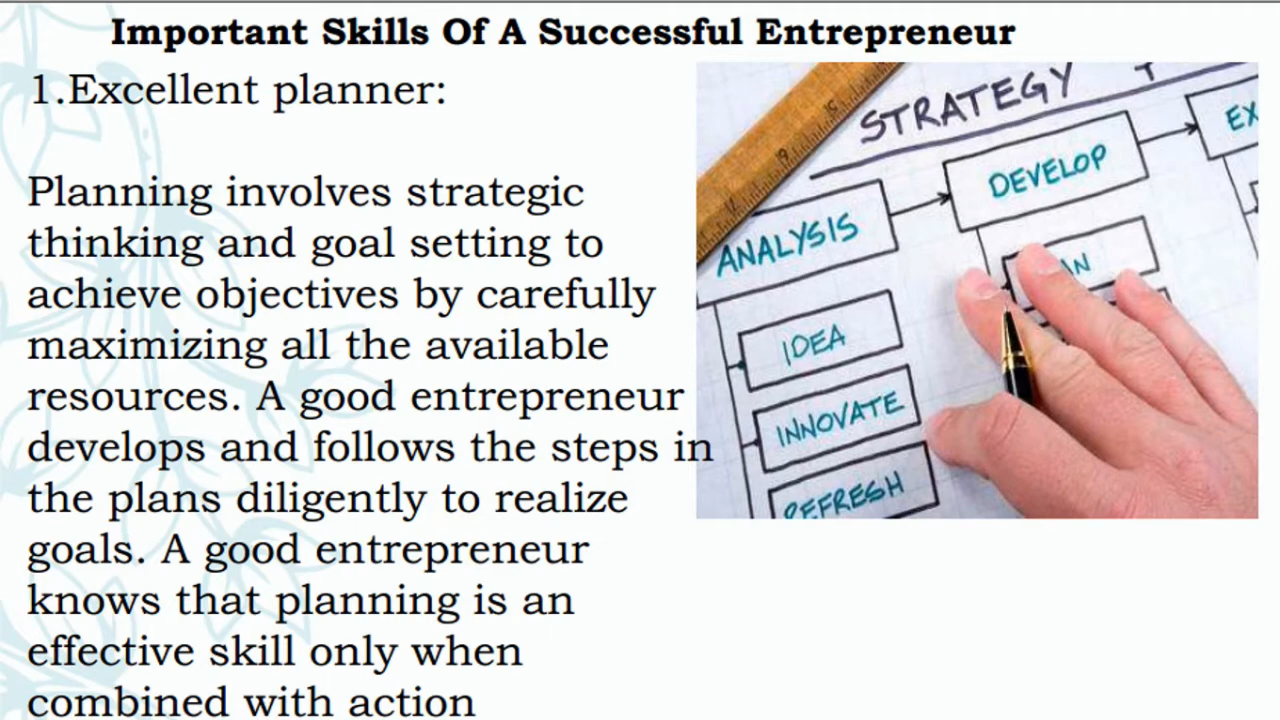 Important Skills Of A Successful Entrepreneur
1.Excellent planner:
Planning involves strategic
thinking and goal setting to
achieve objectives by carefully
maximizing all the available
resources. A good entrepreneur
develops and follows the steps in
the plans diligently to realize
goals. A good entrepreneur
knows that planning is an
effective skill only when
combined with action
STRATEGY
ANALYSIS
DEVELOP
EX
IDEA
INNOVATE
REFRESH